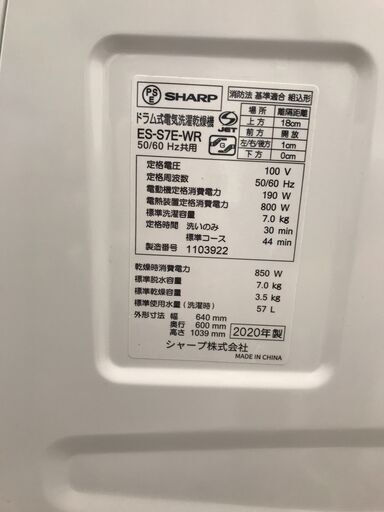 PSE SHARP
ドラム式電気洗濯乾燥機
ES-S7E-WR
50/60 Hz共用
S JET
G
消防法 基準適合 組込形
場所 離隔距離
上方 18cm
前方 開放
左/右/後方 1cm
下方 0cm
定格電圧 100 V
定格周波数 50/60 Hz
電動機定格消費電力 190 W
電熱装置定格消費電力 800 W
標準洗濯容量 7.0 kg
定格時間 洗いのみ 30 min
標準コース 44 min
製造番号 1103922
乾燥時消費電力 850 W
標準脱水容量 7.0 kg
標準乾燥容量 3.5 kg
標準使用水量(洗濯時) 57 L
外形寸法 幅 640 mm
奥行 600 mm
高さ 1039 mm
2020年製
シャープ株式会社
MADE IN CHINA